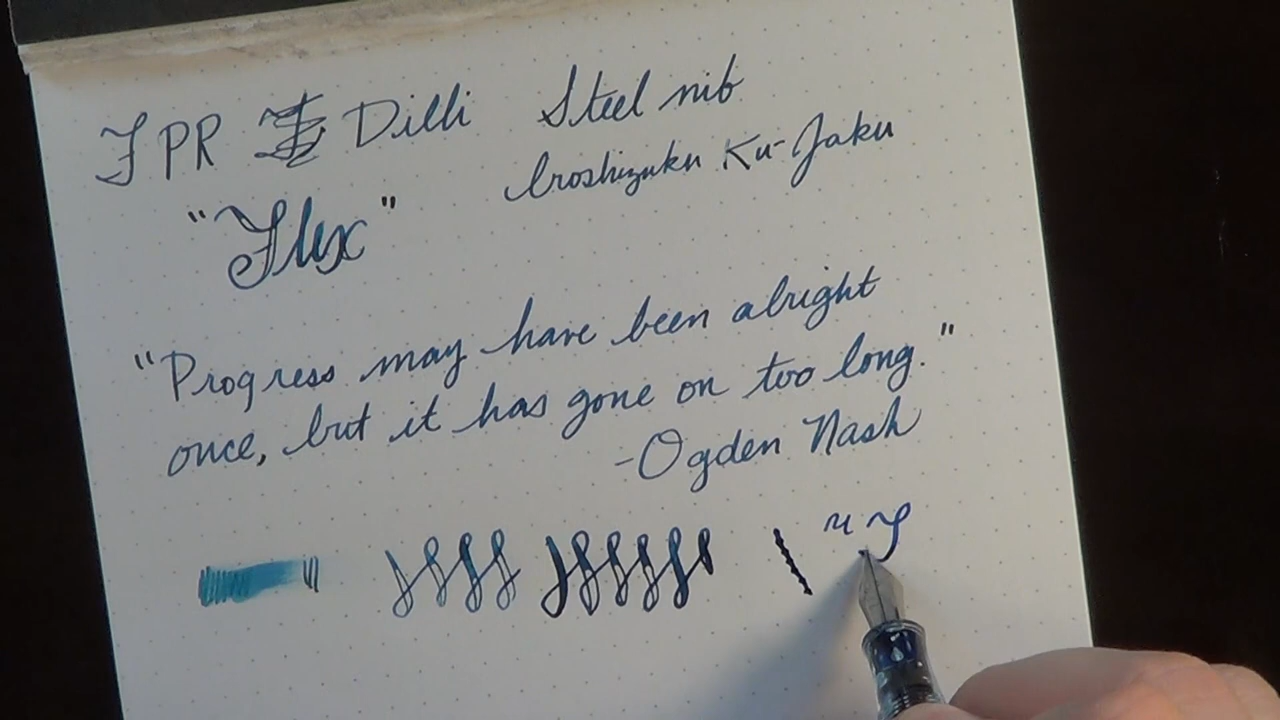 FPR Dilli Steel nib
Iroshizuku Ku-Jaku
"Flex"
"Progress may have been alright
once, but it has gone on too long."
-Ogden Nash